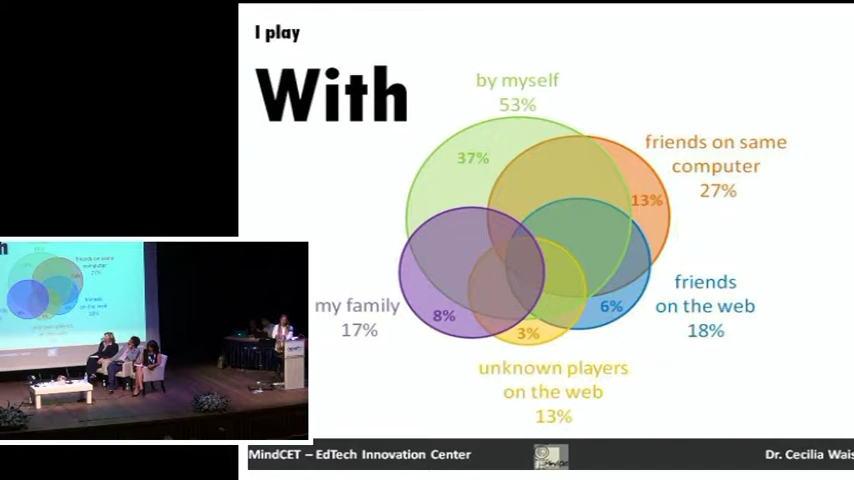 I play
With
by myself
53%
37%
friends on same
computer
27%
13%
friends
on the web
18%
6%
my family
17%
8%
3%
unknown players
on the web
13%
MindCET – EdTech Innovation Center
Dr. Cecilia Wais